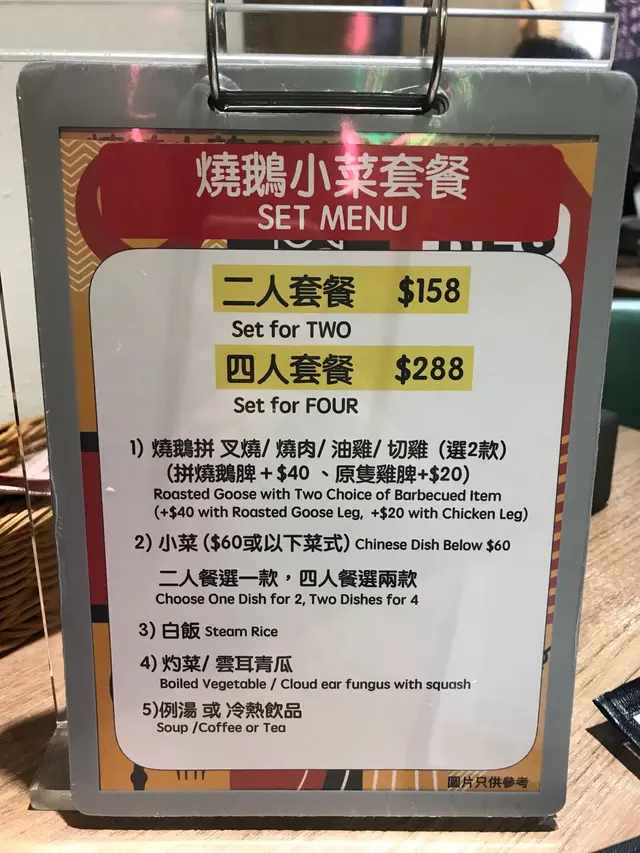 燒鵝小菜套餐
SET MENU
二人套餐 $158
Set for TWO
四人套餐 $288
Set for FOUR
1) 燒鵝拼 叉燒/ 燒肉/ 油雞/ 切雞 (選2款)
(拼燒鵝脾 + $40 、原隻雞脾+$20)
Roasted Goose with Two Choice of Barbecued Item
(+$40 with Roasted Goose Leg, +$20 with Chicken Leg)
2) 小菜 ($60或以下菜式) Chinese Dish Below $60
二人餐選一款，四人餐選兩款
Choose One Dish for 2, Two Dishes for 4
3) 白飯 Steam Rice
4) 灼菜/ 雲耳青瓜
Boiled Vegetable / Cloud ear fungus with squash
5)例湯 或 冷熱飲品
Soup /Coffee or Tea
圖片只供參考